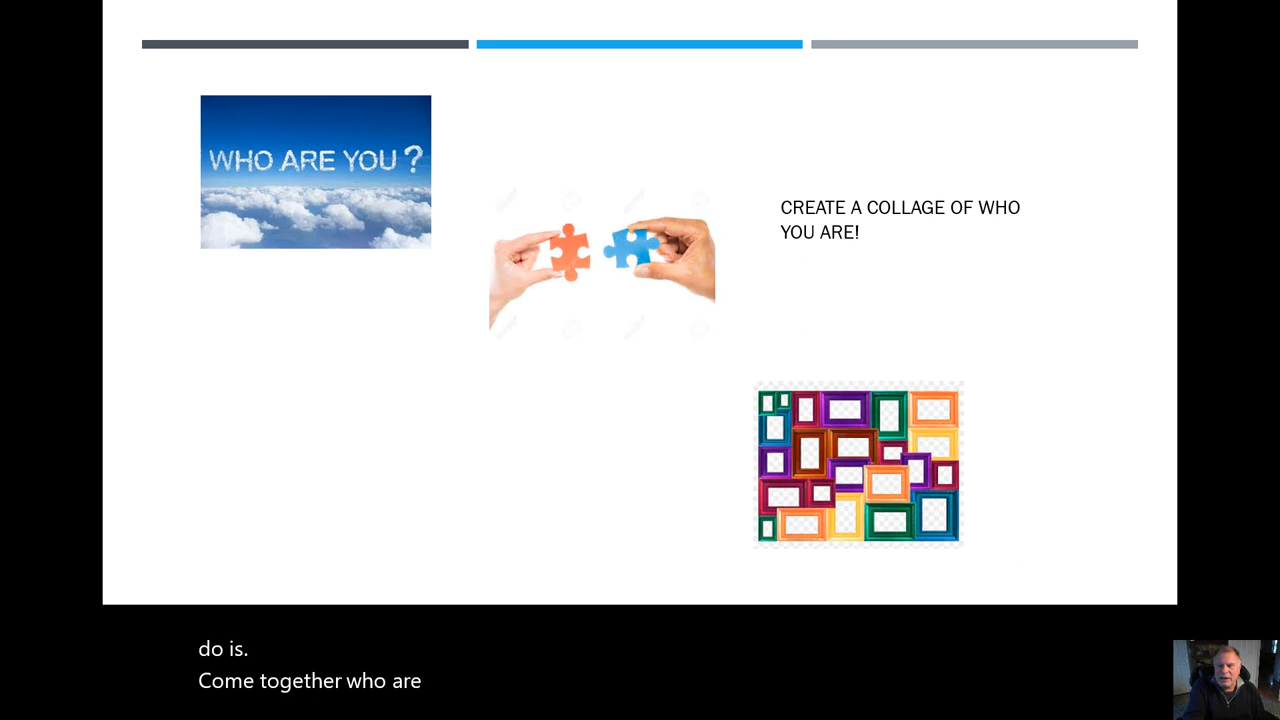 WHO ARE YOU?
CREATE A COLLAGE OF WHO
YOU ARE!
do is.
Come together who are